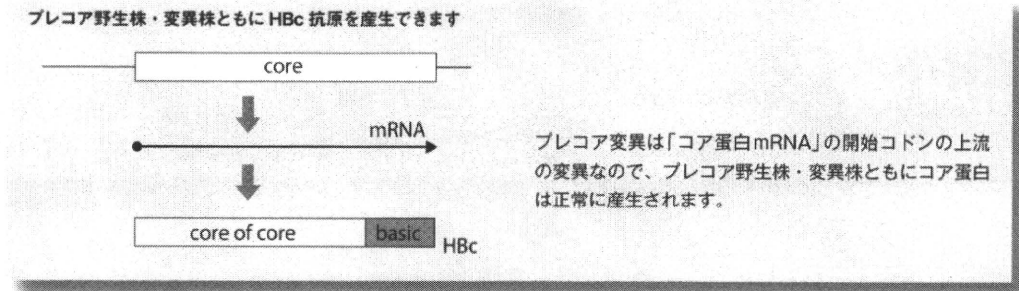 プレコア野生株・変異株ともに HBc 抗原を産生できます
core
mRNA
プレコア変異は「コア蛋白mRNA」の開始コドンの上流
の変異なので、プレコア野生株・変異株ともにコア蛋白
は正常に産生されます。
core of core
basic
HBc